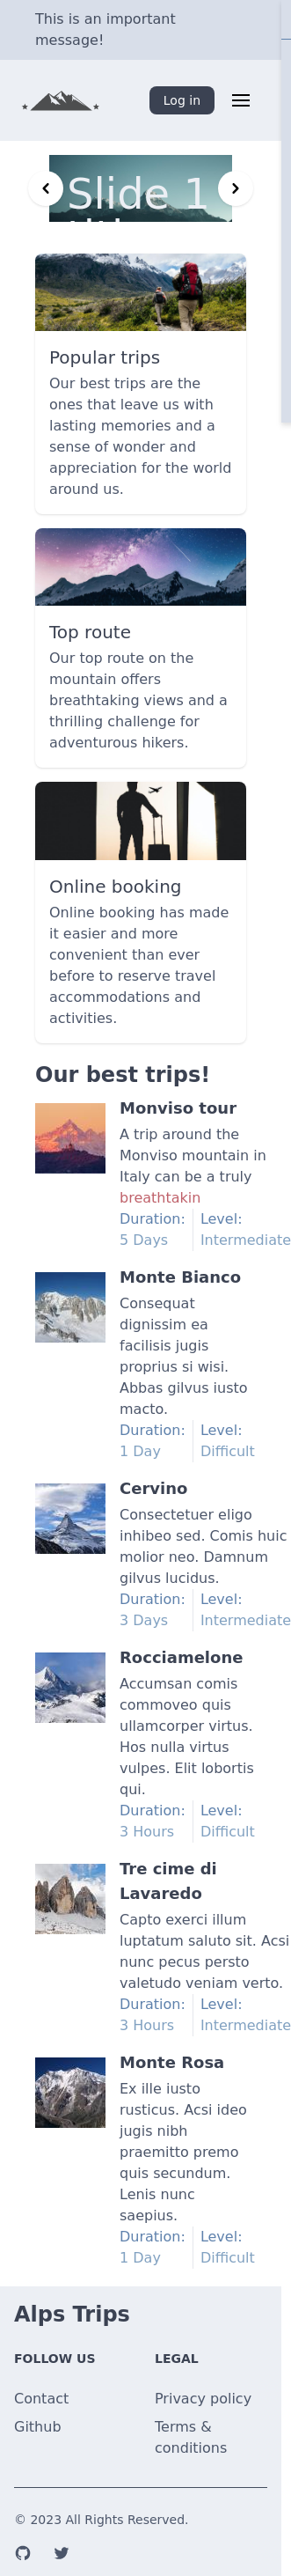 This is an important
message!
Log in
Slide 1
Popular trips
Our best trips are the
ones that leave us with
lasting memories and a
sense of wonder and
appreciation for the world
around us.
Top route
Our top route on the
mountain offers
breathtaking views and a
thrilling challenge for
adventurous hikers.
Online booking
Online booking has made
it easier and more
convenient than ever
before to reserve travel
accommodations and
activities.
Our best trips!
Monviso tour
A trip around the
Monviso mountain in
Italy can be a truly
breathtakin
Duration: Level:
5 Days Intermediate
Monte Bianco
Consequat
dignissim ea
facilisis jugis
proprius si wisi.
Abbas gilvus iusto
macto.
Duration: Level:
1 Day Difficult
Cervino
Consectetuer eligo
inhibeo sed. Comis huic
molior neo. Damnum
gilvus lucidus.
Duration: Level:
3 Days Intermediate
Rocciamelone
Accumsan comis
commoveo quis
ullamcorper virtus.
Hos nulla virtus
vulpes. Elit lobortis
qui.
Duration: Level:
3 Hours Difficult
Tre cime di
Lavaredo
Capto exerci illum
luptatum saluto sit. Acsi
nunc pecus persto
valetudo veniam verto.
Duration: Level:
3 Hours Intermediate
Monte Rosa
Ex ille iusto
rusticus. Acsi ideo
jugis nibh
praemitto premo
quis secundum.
Lenis nunc
saepius.
Duration: Level:
1 Day Difficult
Alps Trips
FOLLOW US LEGAL
Contact Privacy policy
Github Terms &
conditions
© 2023 All Rights Reserved.